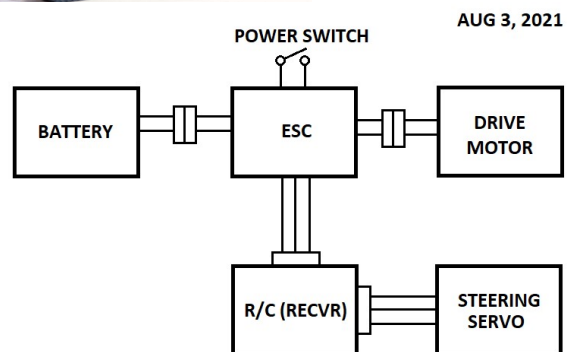 AUG 3, 2021
POWER SWITCH
BATTERY
ESC
DRIVE
MOTOR
R/C (RECVR)
STEERING
SERVO